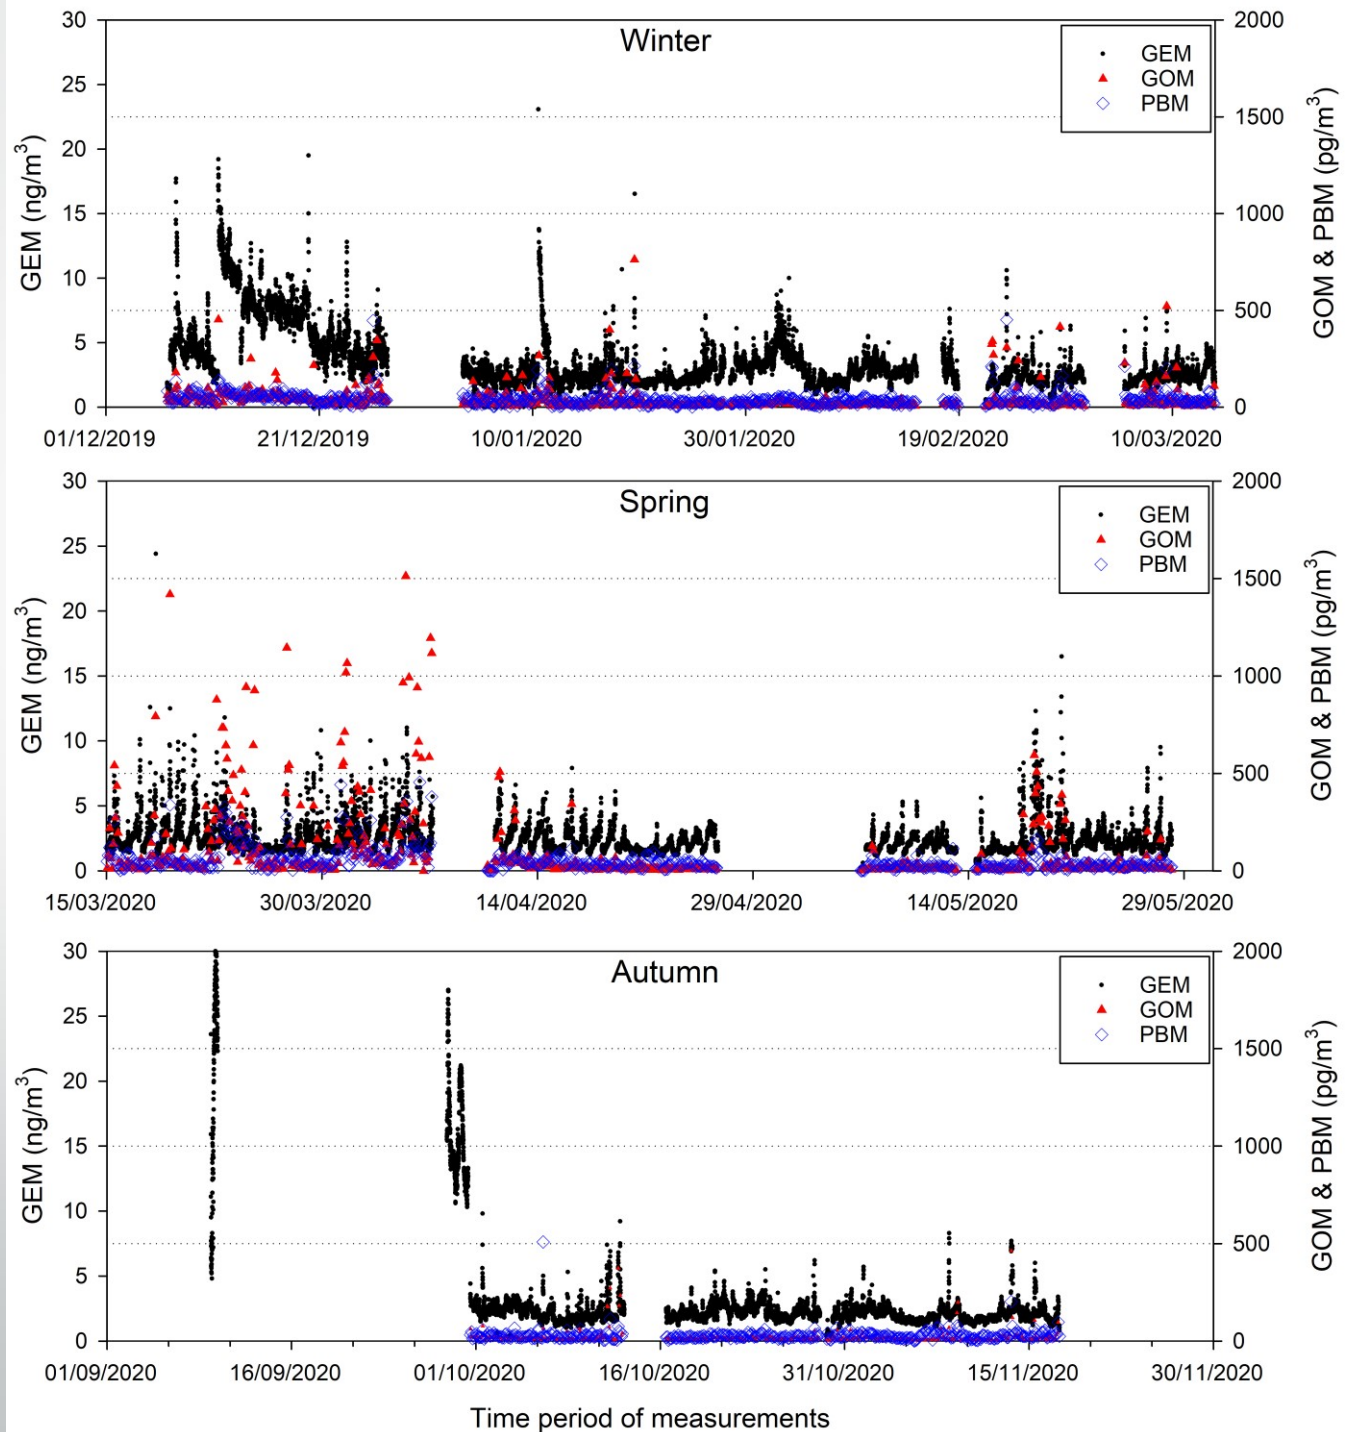 Winter
GEM
GOM
PBM
30
25
20
15
10
5
0
GEM (ng/m³)
2000
1500
1000
500
0
GOM & PBM (pg/m³)
01/12/2019 21/12/2019 10/01/2020 30/01/2020 19/02/2020 10/03/2020
Spring
GEM
GOM
PBM
30
25
20
15
10
5
0
GEM (ng/m³)
2000
1500
1000
500
0
GOM & PBM (pg/m³)
15/03/2020 30/03/2020 14/04/2020 29/04/2020 14/05/2020 29/05/2020
Autumn
GEM
GOM
PBM
30
25
20
15
10
5
0
GEM (ng/m³)
2000
1500
1000
500
0
GOM & PBM (pg/m³)
01/09/2020 16/09/2020 01/10/2020 16/10/2020 31/10/2020 15/11/2020 30/11/2020
Time period of measurements